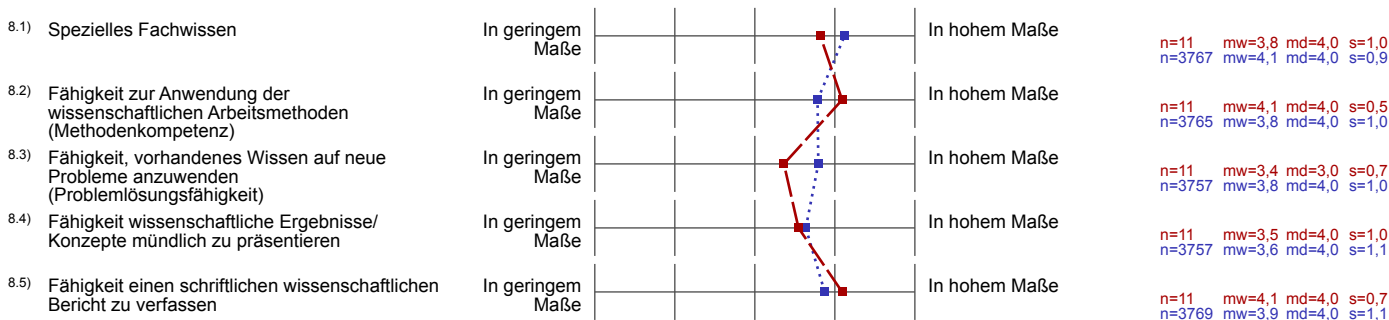 8.1) Spezielles Fachwissen
In geringem
Maße
In hohem Maße
n=11 mw=3,8 md=4,0 s=1,0
n=3767 mw=4,1 md=4,0 s=0,9
8.2) Fähigkeit zur Anwendung der
wissenschaftlichen Arbeitsmethoden
(Methodenkompetenz)
In geringem
Maße
In hohem Maße
n=11 mw=4,1 md=4,0 s=0,5
n=3765 mw=3,8 md=4,0 s=1,0
8.3) Fähigkeit, vorhandenes Wissen auf neue
Probleme anzuwenden
(Problemlösungsfähigkeit)
In geringem
Maße
In hohem Maße
n=11 mw=3,4 md=3,0 s=0,7
n=3757 mw=3,8 md=4,0 s=1,0
8.4) Fähigkeit wissenschaftliche Ergebnisse/
Konzepte mündlich zu präsentieren
In geringem
Maße
In hohem Maße
n=11 mw=3,5 md=4,0 s=1,0
n=3757 mw=3,6 md=4,0 s=1,1
8.5) Fähigkeit einen schriftlichen wissenschaftlichen
Bericht zu verfassen
In geringem
Maße
In hohem Maße
n=11 mw=4,1 md=4,0 s=0,7
n=3769 mw=3,9 md=4,0 s=1,1